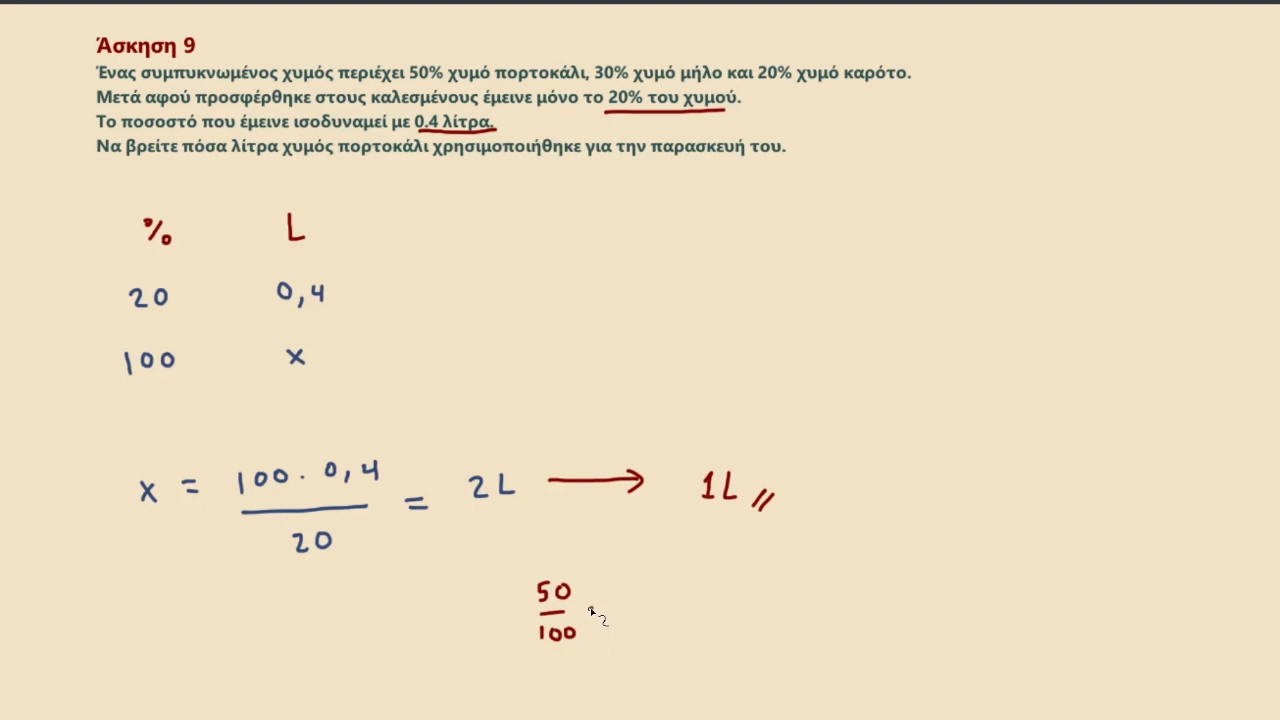 Άσκηση 9
Ένας συμπυκνωμένος χυμός περιέχει 50% χυμό πορτοκάλι, 30% χυμό μήλο και 20% χυμό καρότο.
Μετά αφού προσφέρθηκε στους καλεσμένους έμεινε μόνο το 20% του χυμού.
Το ποσοστό που έμεινε ισοδυναμεί με 0.4 λίτρα.
Να βρείτε πόσα λίτρα χυμός πορτοκάλι χρησιμοποιήθηκε για την παρασκευή του.
% L
20 0,4
100 x
x = 100 · 0,4 / 20 = 2L → 1L //
50
100